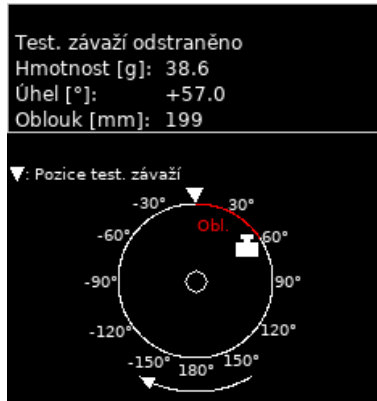 Test. závaží odstraněno
Hmotnost [g]: 38.6
Úhel [°]: +57.0
Oblouk [mm]: 199
: Pozice test. závaží
-30° 30°
Obl.
-60° 60°
-90° 90°
-120° 120°
-150° 180° 150°